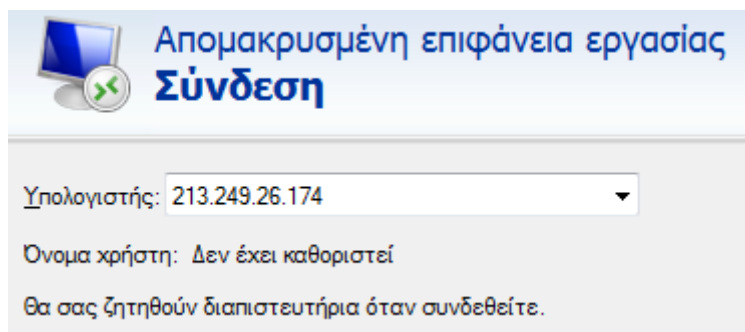 Απομακρυσμένη επιφάνεια εργασίας
Σύνδεση
Υπολογιστής: 213.249.26.174
Όνομα χρήστη: Δεν έχει καθοριστεί
Θα σας ζητηθούν διαπιστευτήρια όταν συνδεθείτε.